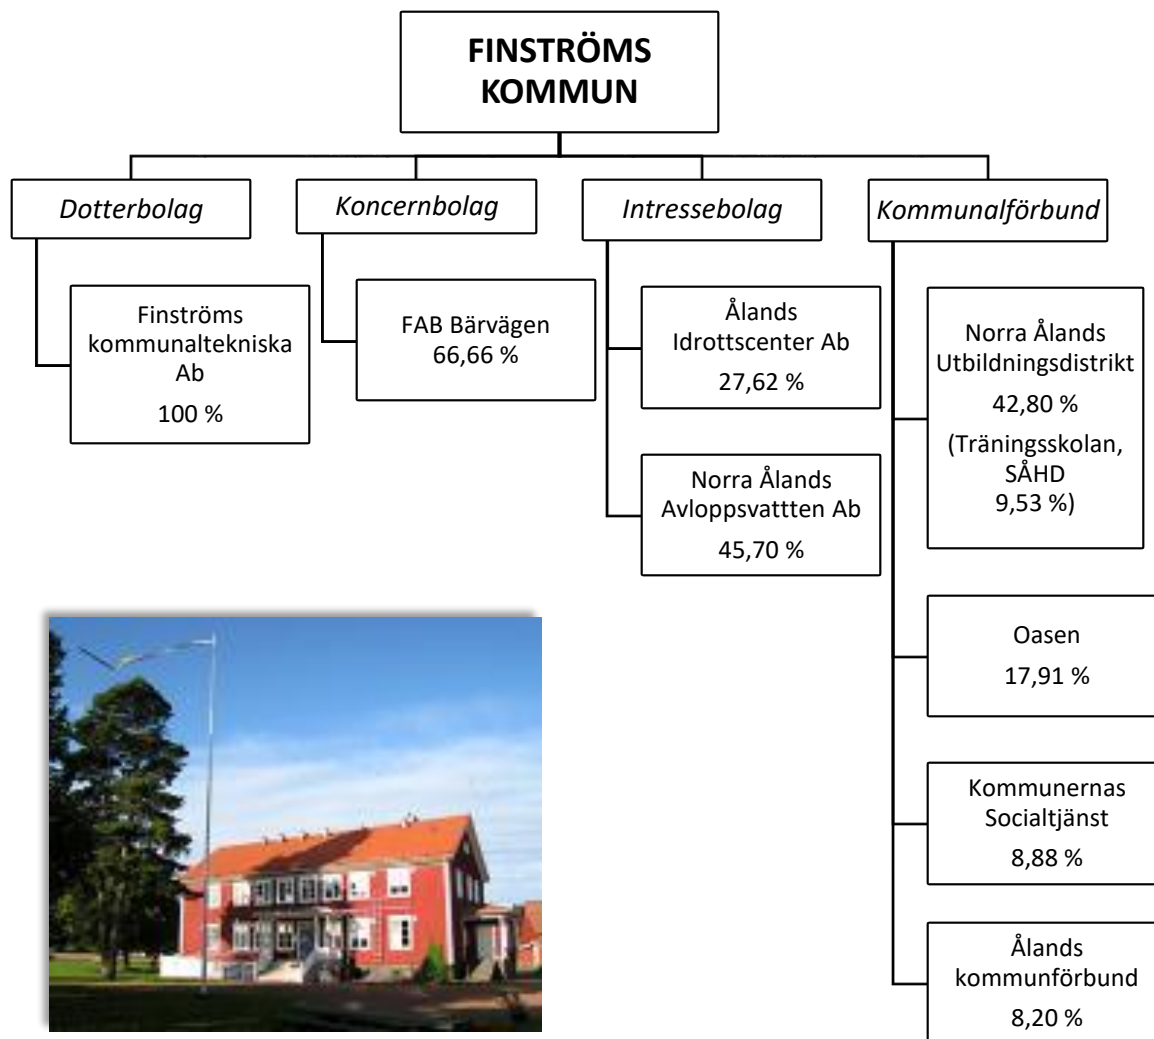 FINSTRÖMS
KOMMUN
Dotterbolag
Koncernbolag
Intressebolag
Kommunalförbund
Finströms
kommunaltekniska
Ab
100 %
FAB Bärvägen
66,66 %
Ålands
Idrottscenter Ab
27,62 %
Norra Ålands
Avloppsvattten Ab
45,70 %
Norra Ålands
Utbildningsdistrikt
42,80 %
(Träningsskolan,
SÅHD
9,53 %)
Oasen
17,91 %
Kommunernas
Socialtjänst
8,88 %
Ålands
kommunförbund
8,20 %